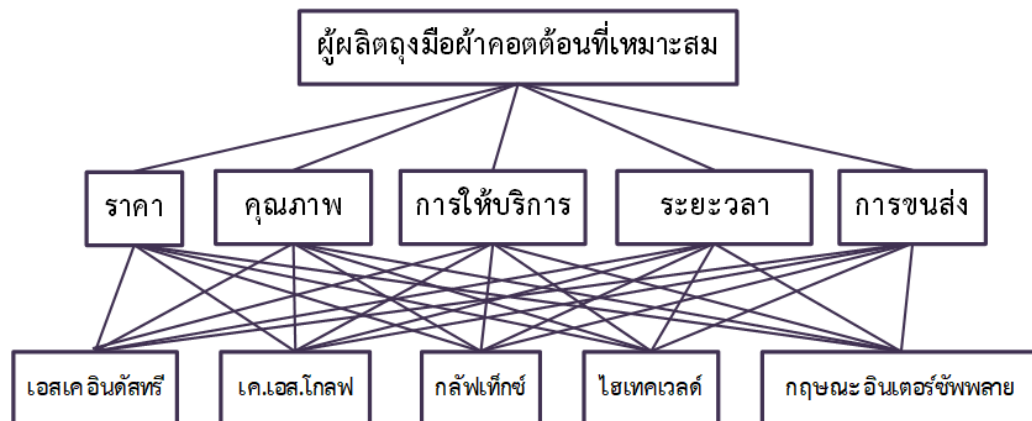 ผู้ผลิตถุงมือผ้าคอตต้อนที่เหมาะสม
ราคา
คุณภาพ
การให้บริการ
ระยะวลา
การขนส่ง
เอสเค อินดัสทรี
เค.เอส.โกลฟ
กลัฟเท็กซ์
ไฮเทคเวลด์
กฤษณะ อินเตอร์ซัพพลาย